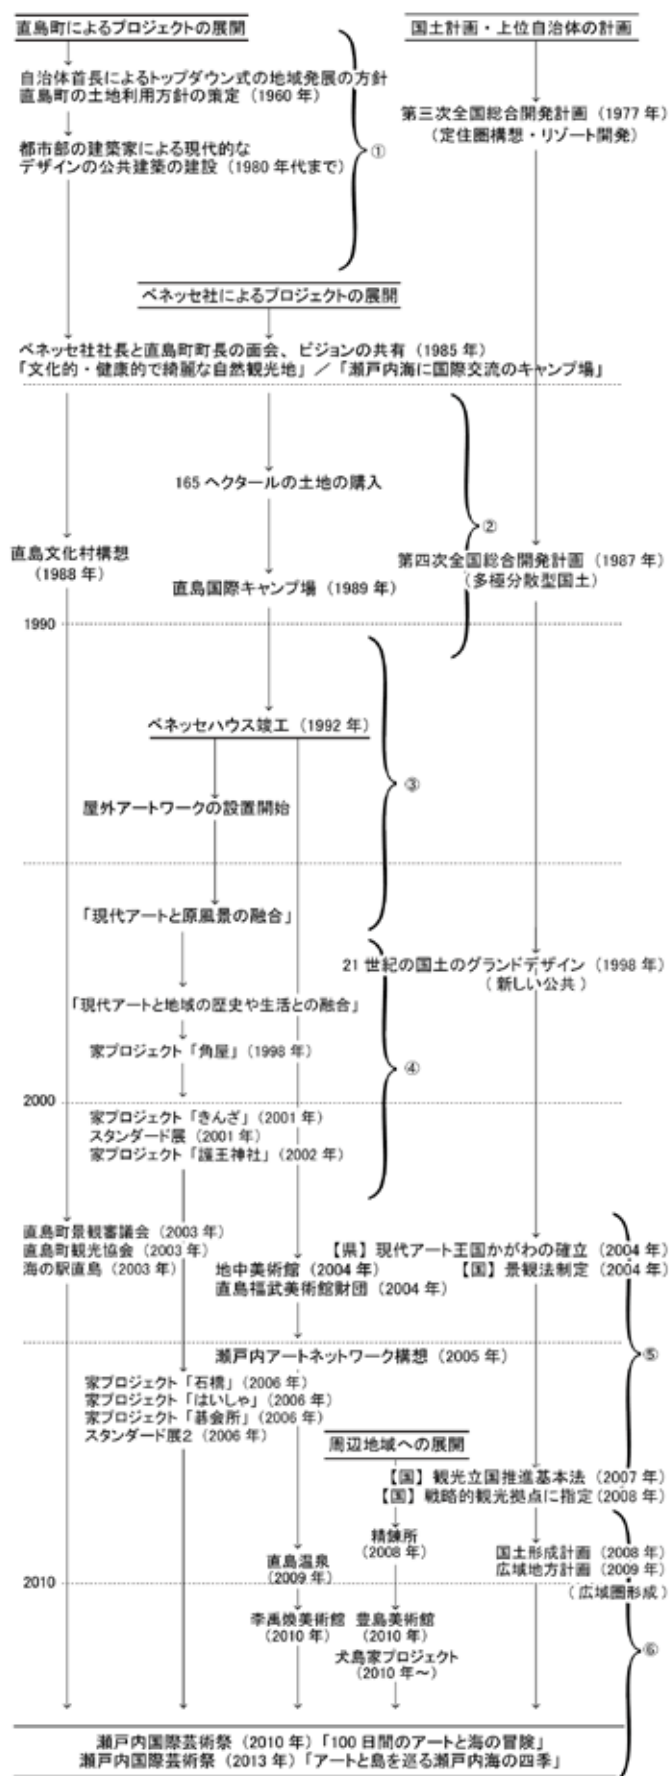 直島町によるプロジェクトの展開
国土計画・上位自治体の計画
自治体首長によるトップダウン式の地域発展の方針
直島町の土地利用方針の策定（1960 年）
第三次全国総合開発計画（1977 年）
（定住圏構想・リゾート開発）
都市部の建築家による現代的な
デザインの公共建築の建設（1980 年代まで）
①
ベネッセ社によるプロジェクトの展開
ベネッセ社社長と直島町町長の面会、ビジョンの共有（1985 年）
「文化的・健康的で綺麗な自然観光地」／「瀬戸内海に国際交流のキャンプ場」
165 ヘクタールの土地の購入
②
直島文化村構想
（1988 年）
第四次全国総合開発計画（1987 年）
（多極分散型国土）
直島国際キャンプ場（1989 年）
1990
ベネッセハウス竣工（1992 年）
③
屋外アートワークの設置開始
「現代アートと原風景の融合」
21 世紀の国土のグランドデザイン（1998 年）
（新しい公共）
「現代アートと地域の歴史や生活との融合」
家プロジェクト「角屋」（1998 年）
④
2000
家プロジェクト「きんざ」（2001 年）
スタンダード展（2001 年）
家プロジェクト「護王神社」（2002 年）
直島町景観審議会（2003 年）
直島町観光協会（2003 年）
海の駅直島（2003 年）
【県】現代アート王国かがわの確立（2004 年）
【国】景観法制定（2004 年）
地中美術館（2004 年）
直島福武美術館財団（2004 年）
瀬戸内アートネットワーク構想（2005 年）
⑤
家プロジェクト「石橋」（2006 年）
家プロジェクト「はいしゃ」（2006 年）
家プロジェクト「碁会所」（2006 年）
スタンダード展２（2006 年）
周辺地域への展開
【国】観光立国推進基本法（2007 年）
【国】戦略的観光拠点に指定（2008 年）
精錬所
（2008 年）
国土形成計画（2008 年）
広域地方計画（2009 年）
（広域圏形成）
直島温泉
（2009 年）
2010
李禹煥美術館
（2010 年）
豊島美術館
（2010 年）
犬島家プロジェクト
（2010 年～）
⑥
瀬戸内国際芸術祭（2010 年）「100 日間のアートと海の冒険」
瀬戸内国際芸術祭（2013 年）「アートと島を巡る瀬戸内海の四季」